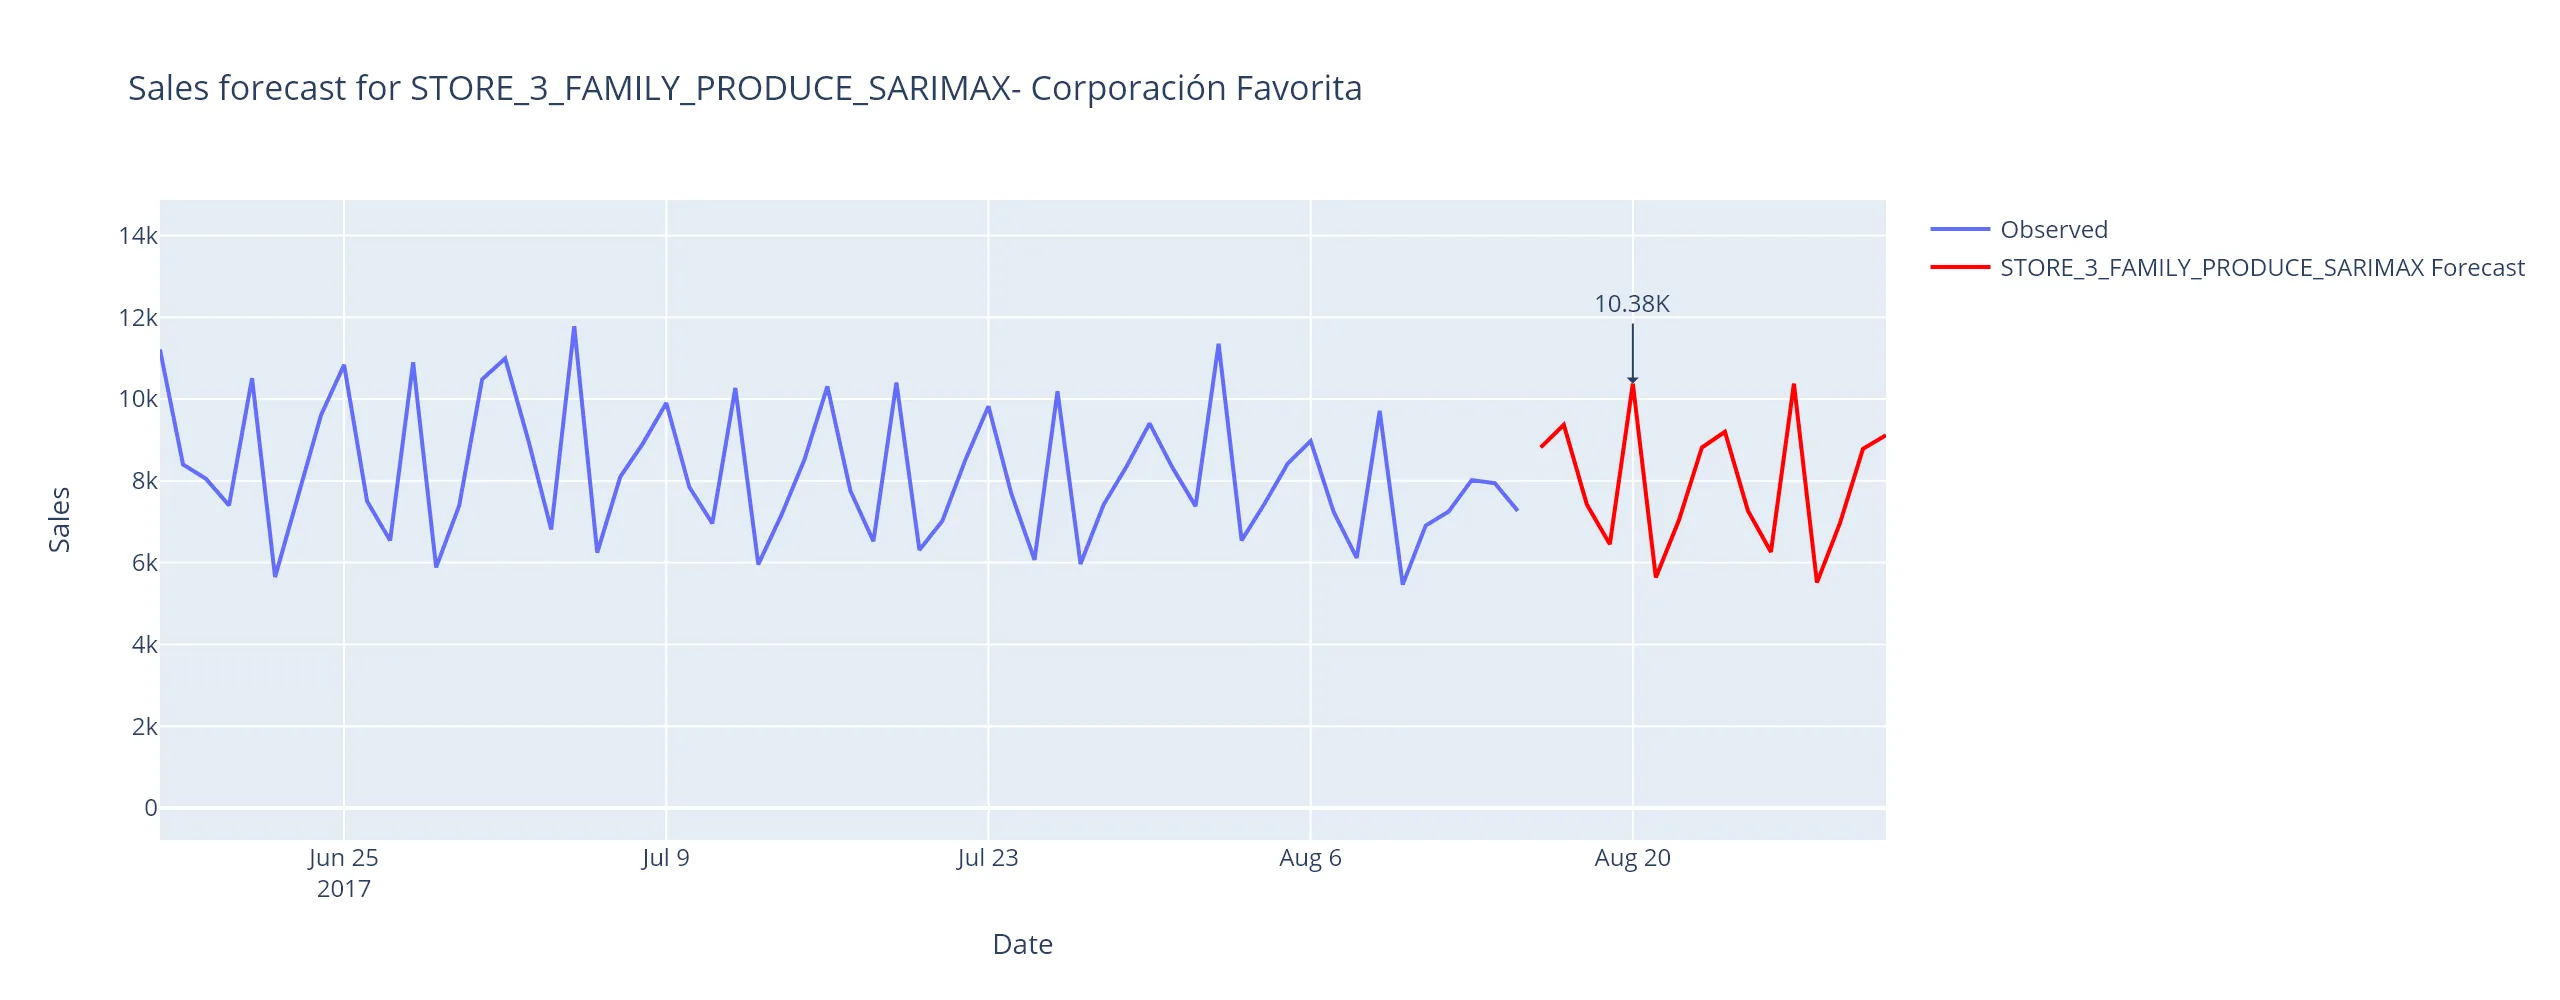 Sales forecast for STORE_3_FAMILY_PRODUCE_SARIMAX- Corporación Favorita
Observed
STORE_3_FAMILY_PRODUCE_SARIMAX Forecast
10.38K
14k
12k
10k
8k
6k
4k
2k
0
Sales
Jun 25
2017
Jul 9
Jul 23
Aug 6
Aug 20
Date